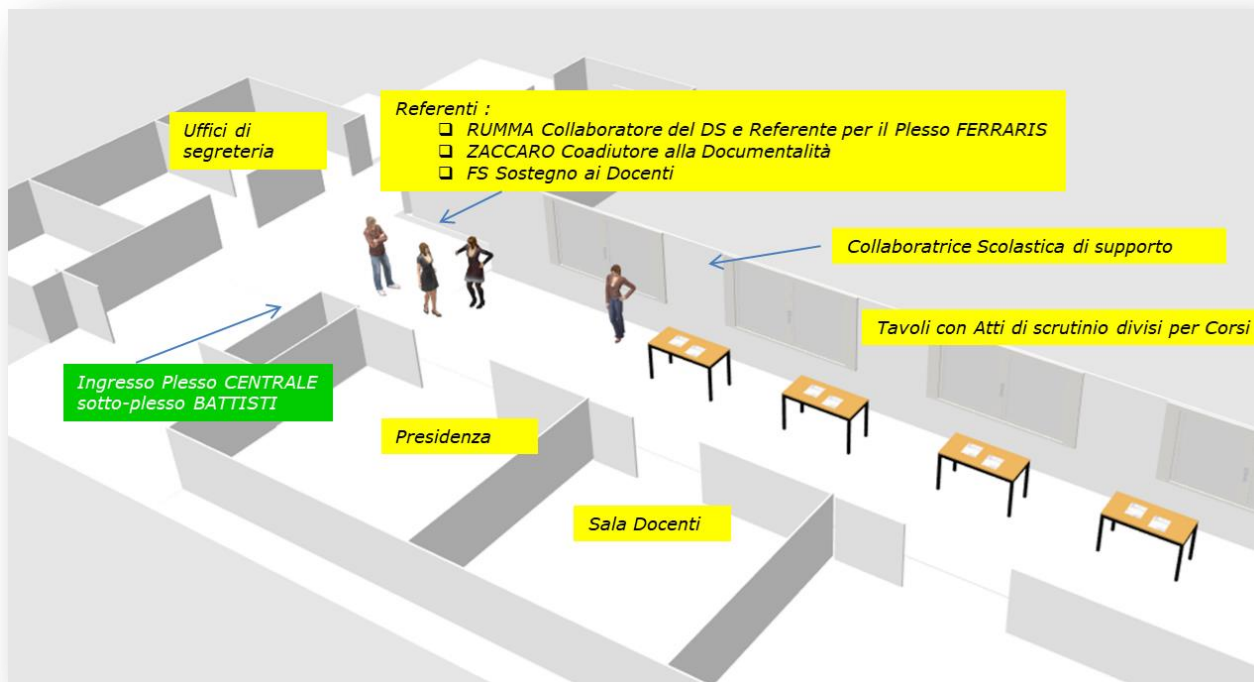 Uffici di
segreteria
Referenti :
❑ RUMMA Collaboratore del DS e Referente per il Plesso FERRARIS
❑ ZACCARO Coadiutore alla Documentalità
❑ FS Sostegno ai Docenti
Collaboratrice Scolastica di supporto
Tavoli con Atti di scrutinio divisi per Corsi
Ingresso Plesso CENTRALE
sotto-plesso BATTISTI
Presidenza
Sala Docenti